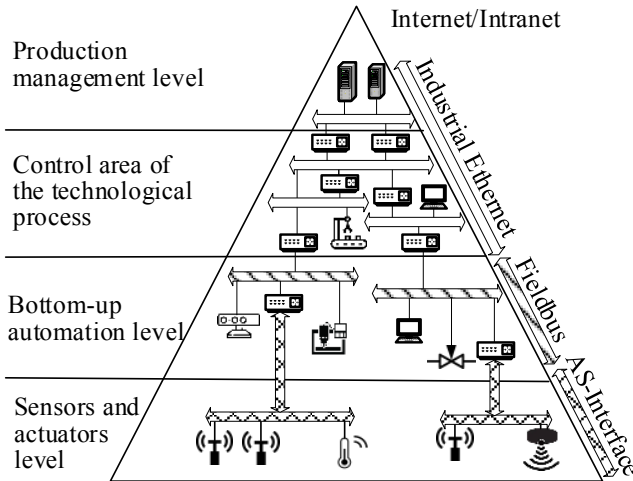 Internet/Intranet
Production
management level
Industrial Ethernet
Control area of
the technological
process
Fieldbus
Bottom-up
automation level
AS-Interface
Sensors and
actuators
level